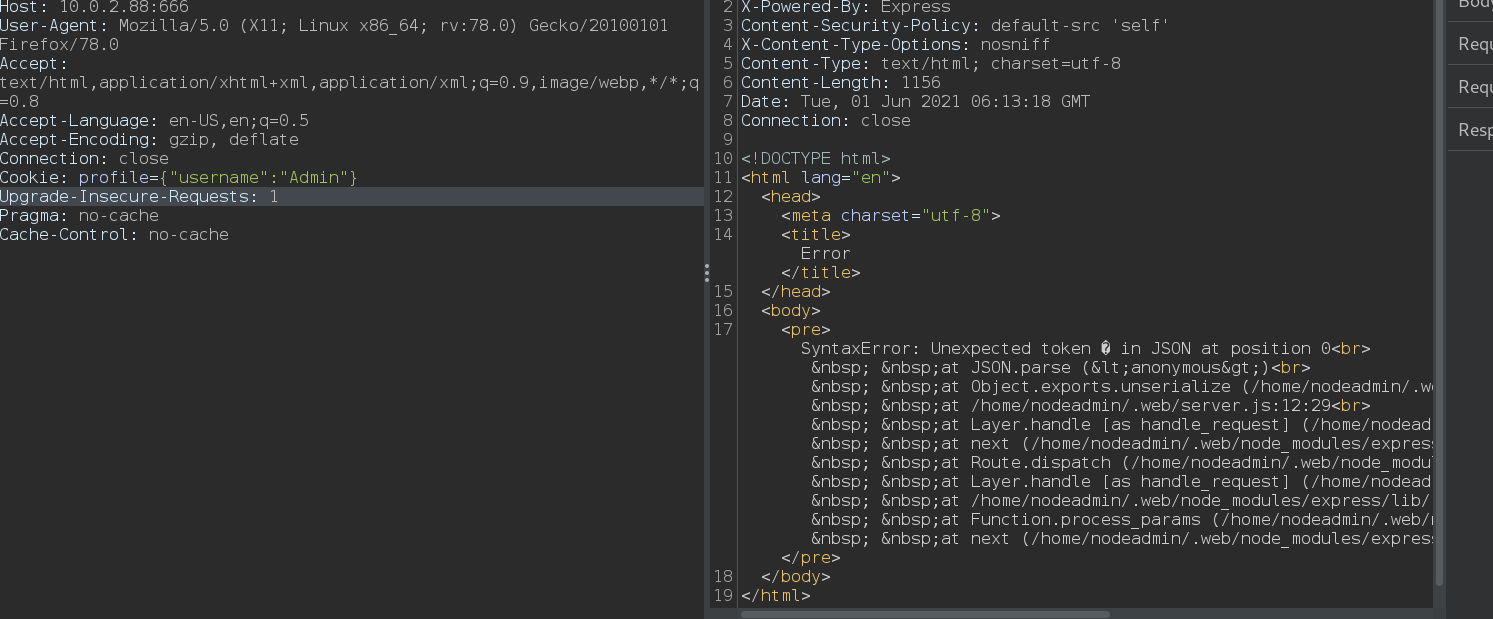 Host: 10.0.2.88:666
User-Agent: Mozilla/5.0 (X11; Linux x86_64; rv:78.0) Gecko/20100101
Firefox/78.0
Accept:
text/html,application/xhtml+xml,application/xml;q=0.9,image/webp,*/*;q
=0.8
Accept-Language: en-US,en;q=0.5
Accept-Encoding: gzip, deflate
Connection: close
Cookie: profile={"username":"Admin"}
Upgrade-Insecure-Requests: 1
Pragma: no-cache
Cache-Control: no-cache
2 X-Powered-By: Express
3 Content-Security-Policy: default-src 'self'
4 X-Content-Type-Options: nosniff
5 Content-Type: text/html; charset=utf-8
6 Content-Length: 1156
7 Date: Tue, 01 Jun 2021 06:13:18 GMT
8 Connection: close
9
10 <!DOCTYPE html>
11 <html lang="en">
12 <head>
13 <meta charset="utf-8">
14 <title>
Error
</title>
15 </head>
16 <body>
17 <pre>
SyntaxError: Unexpected token � in JSON at position 0<br>
&nbsp; &nbsp;at JSON.parse (&lt;anonymous&gt;)<br>
&nbsp; &nbsp;at Object.exports.unserialize (/home/nodeadmin/.w
&nbsp; &nbsp;at /home/nodeadmin/.web/server.js:12:29<br>
&nbsp; &nbsp;at Layer.handle [as handle_request] (/home/nodead
&nbsp; &nbsp;at next (/home/nodeadmin/.web/node_modules/express
&nbsp; &nbsp;at Route.dispatch (/home/nodeadmin/.web/node_modu
&nbsp; &nbsp;at Layer.handle [as handle_request] (/home/nodead
&nbsp; &nbsp;at /home/nodeadmin/.web/node_modules/express/lib/
&nbsp; &nbsp;at Function.process_params (/home/nodeadmin/.web/
&nbsp; &nbsp;at next (/home/nodeadmin/.web/node_modules/express
</pre>
18 </body>
19 </html>
Body
Requ
Requ
Resp